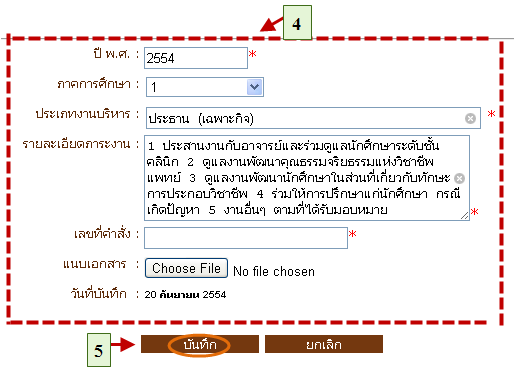 4
ปี พ.ศ. : 2554 *
ภาคการศึกษา : 1
ประเภทงานบริหาร : ประธาน (เฉพาะกิจ) *
รายละเอียดภาระงาน : 1 ประสานงานกับอาจารย์และร่วมดูแลนักศึกษาระดับชั้น
คลินิก 2 ดูแลงานพัฒนาคุณธรรมจริยธรรมแห่งวิชาชีพ
แพทย์ 3 ดูแลงานพัฒนานักศึกษาในส่วนที่เกี่ยวกับทักษะ
การประกอบวิชาชีพ 4 ร่วมให้การปรึกษาแก่นักศึกษา กรณี
เกิดปัญหา 5 งานอื่นๆ ตามที่ได้รับมอบหมาย *
เลขที่คำสั่ง : *
แนบเอกสาร : Choose File No file chosen
วันที่บันทึก : 20 กันยายน 2554
5 บันทึก ยกเลิก